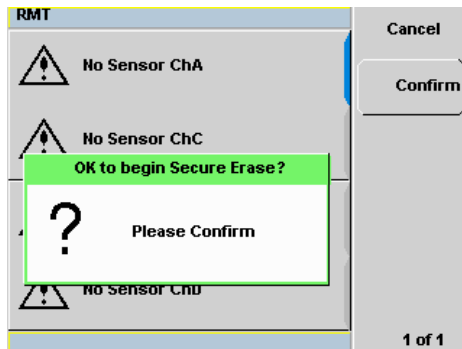 RMT
Cancel
No Sensor ChA
Confirm
No Sensor ChC
OK to begin Secure Erase?
? Please Confirm
No Sensor ChD
1 of 1